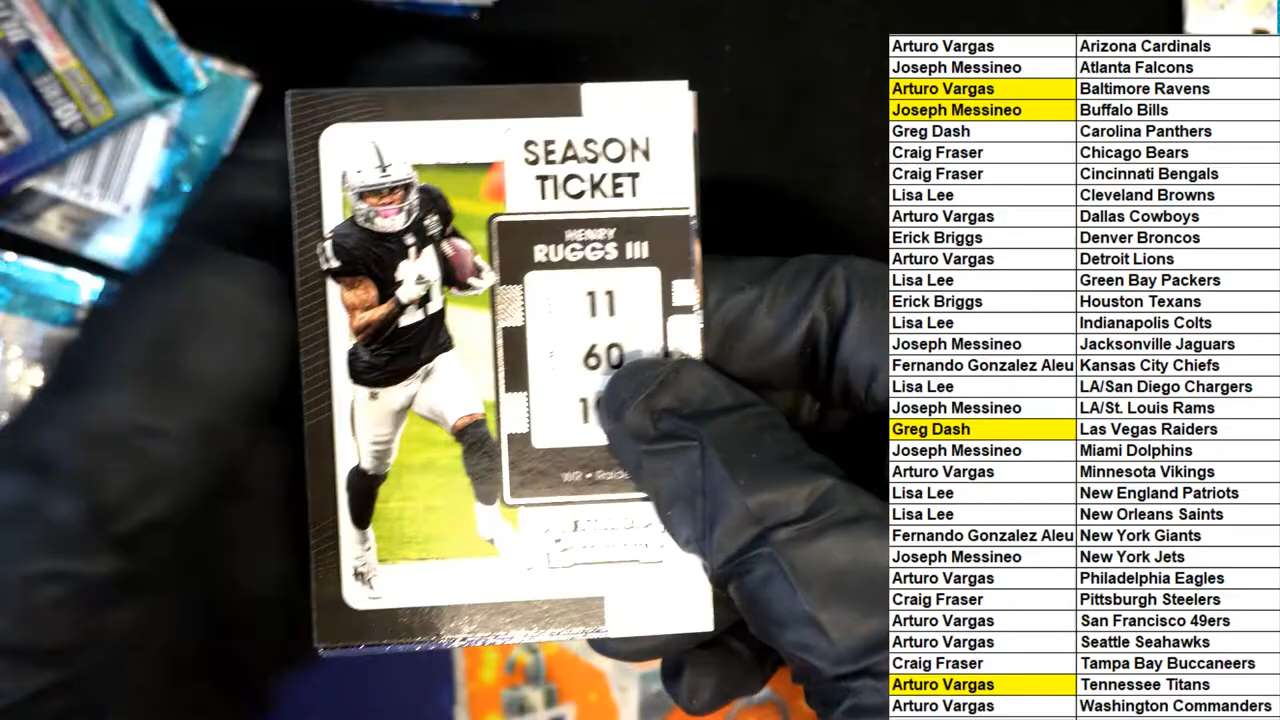 SEASON
TICKET
HENRY
RUGGS III
11
60
WR •
Arturo Vargas Arizona Cardinals
Joseph Messineo Atlanta Falcons
Arturo Vargas Baltimore Ravens
Joseph Messineo Buffalo Bills
Greg Dash Carolina Panthers
Craig Fraser Chicago Bears
Craig Fraser Cincinnati Bengals
Lisa Lee Cleveland Browns
Arturo Vargas Dallas Cowboys
Erick Briggs Denver Broncos
Arturo Vargas Detroit Lions
Lisa Lee Green Bay Packers
Erick Briggs Houston Texans
Lisa Lee Indianapolis Colts
Joseph Messineo Jacksonville Jaguars
Fernando Gonzalez Aleu Kansas City Chiefs
Lisa Lee LA/San Diego Chargers
Joseph Messineo LA/St. Louis Rams
Greg Dash Las Vegas Raiders
Joseph Messineo Miami Dolphins
Arturo Vargas Minnesota Vikings
Lisa Lee New England Patriots
Lisa Lee New Orleans Saints
Fernando Gonzalez Aleu New York Giants
Joseph Messineo New York Jets
Arturo Vargas Philadelphia Eagles
Craig Fraser Pittsburgh Steelers
Arturo Vargas San Francisco 49ers
Arturo Vargas Seattle Seahawks
Craig Fraser Tampa Bay Buccaneers
Arturo Vargas Tennessee Titans
Arturo Vargas Washington Commanders